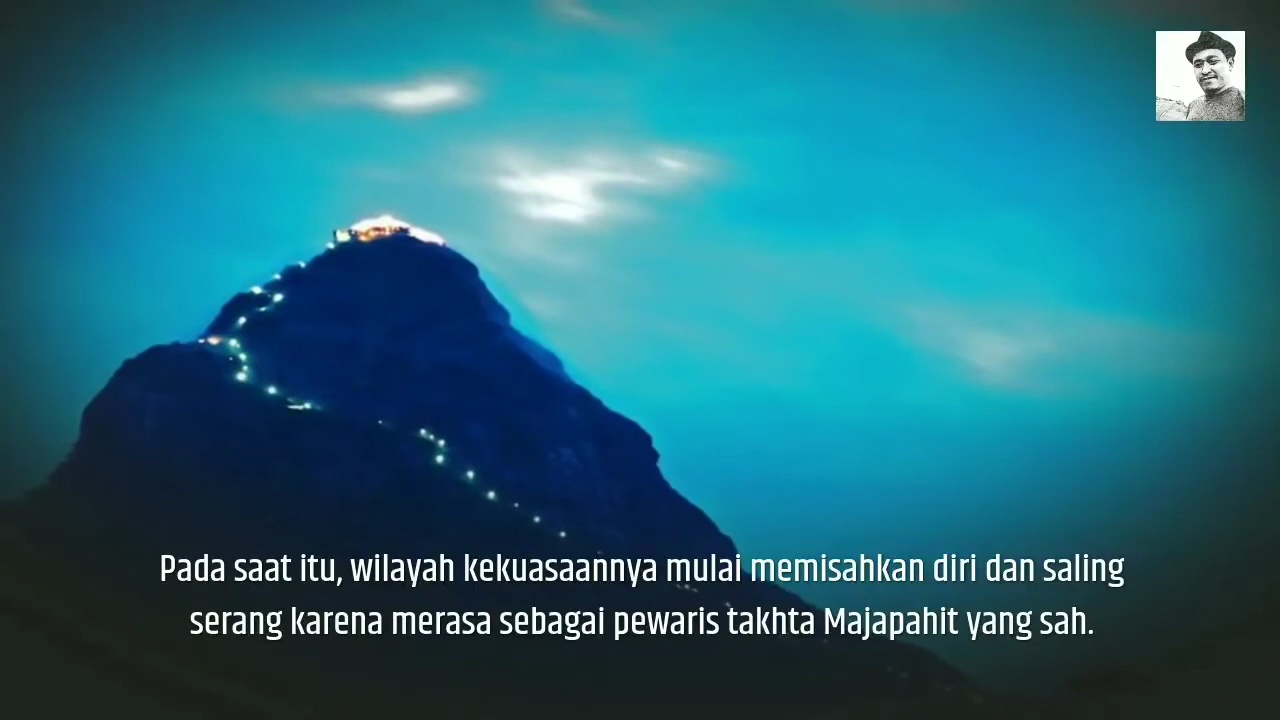 Pada saat itu, wilayah kekuasaannya mulai memisahkan diri dan saling
serang karena merasa sebagai pewaris takhta Majapahit yang sah.